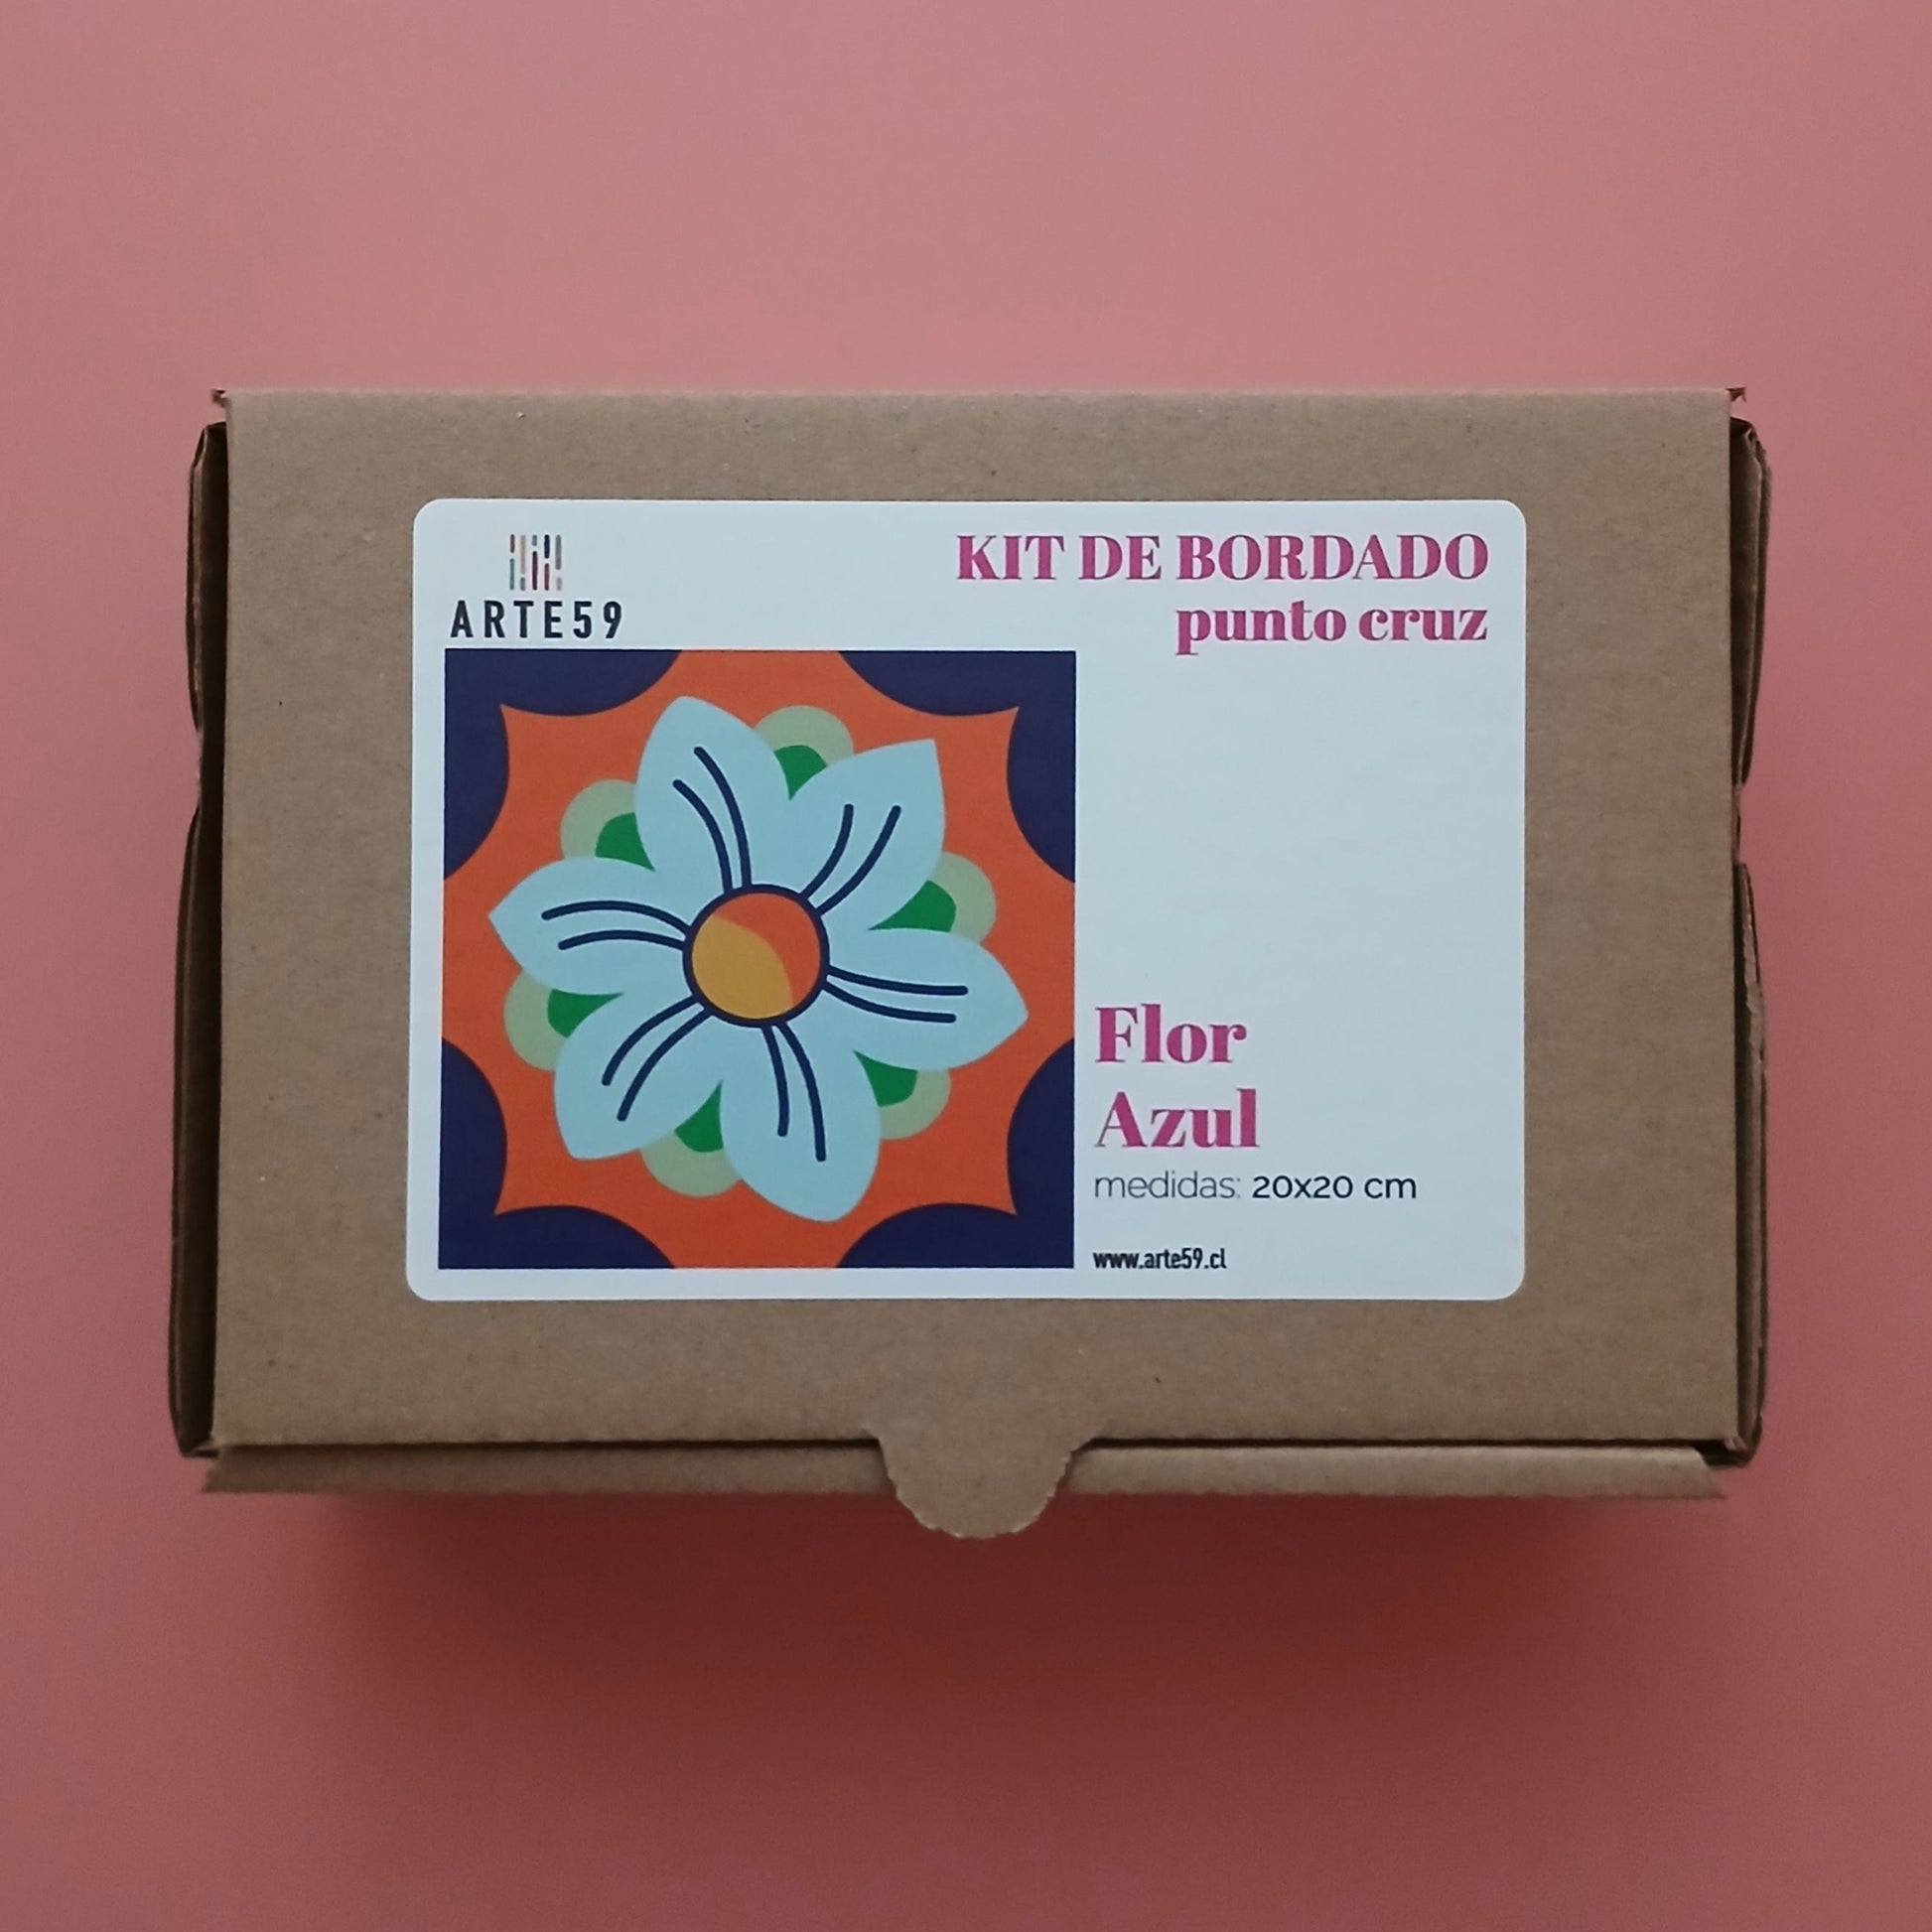 ARTE59
KIT DE BORDADO
punto cruz
Flor
Azul
medidas: 20x20 cm
www.arte59.cl